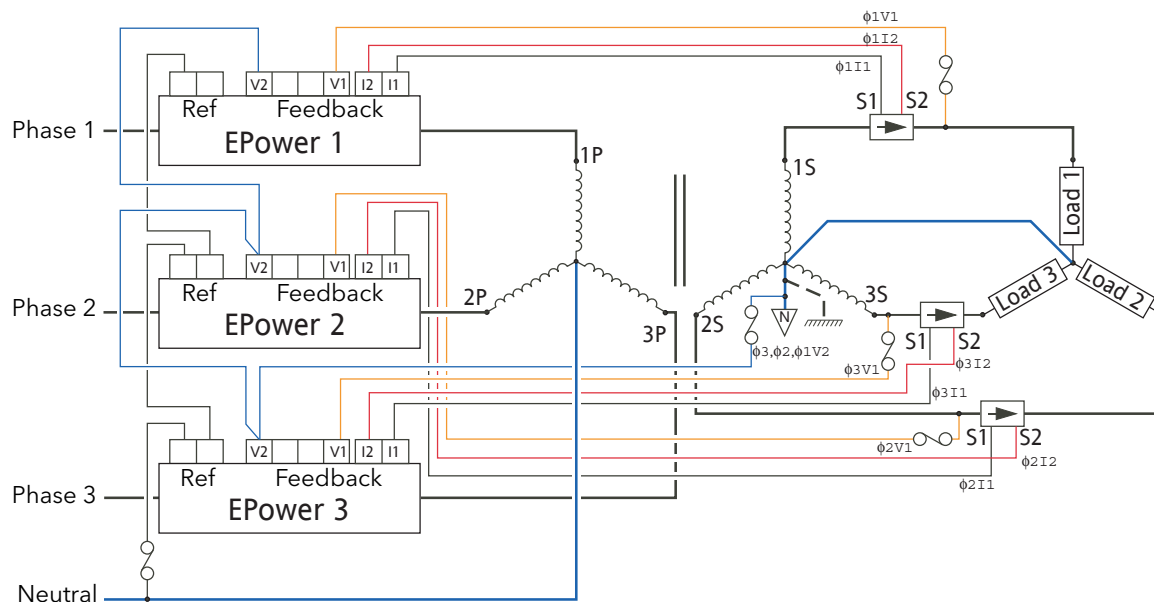 ϕ1V1
ϕ1I2
ϕ1I1
V2 V1 I2 I1
Ref Feedback
S1 S2
Phase 1
EPower 1
1P
1S
Load 1
V2 V1 I2 I1
Ref Feedback
Load 3
Load 2
Phase 2
EPower 2
2P
3P
2S
N
3S
S1 S2
ϕ3,ϕ2,ϕ1V2
ϕ3V1
ϕ3I2
ϕ3I1
V2 V1 I2 I1
Ref Feedback
S1 S2
ϕ2V1
ϕ2I2
ϕ2I1
Phase 3
EPower 3
Neutral